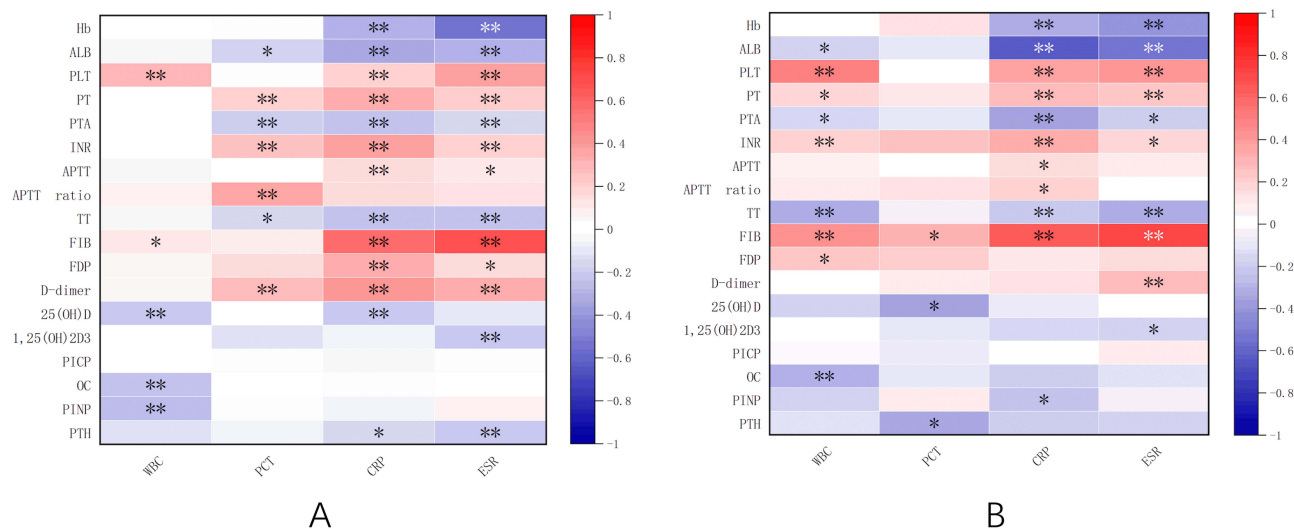 Hb ** **
ALB * ** **
PLT ** ** **
PT ** ** **
PTA ** ** **
INR ** ** **
APTT ** *
APTT ratio **
TT * ** **
FIB * ** **
FDP ** *
D-dimer ** ** **
25(OH)D ** **
1,25(OH)2D3 **
PICP
OC **
PINP **
PTH * **
WBC PCT CRP ESR
1
0.8
0.6
0.4
0.2
0
-0.2
-0.4
-0.6
-0.8
-1
A
Hb ** **
ALB * ** **
PLT ** ** **
PT * ** **
PTA * ** *
INR ** ** *
APTT *
APTT ratio *
TT ** ** **
FIB ** * ** **
FDP *
D-dimer **
25(OH)D *
1,25(OH)2D3 *
PICP
OC **
PINP *
PTH *
WBC PCT CRP ESR
1
0.8
0.6
0.4
0.2
0
-0.2
-0.4
-0.6
-0.8
-1
B